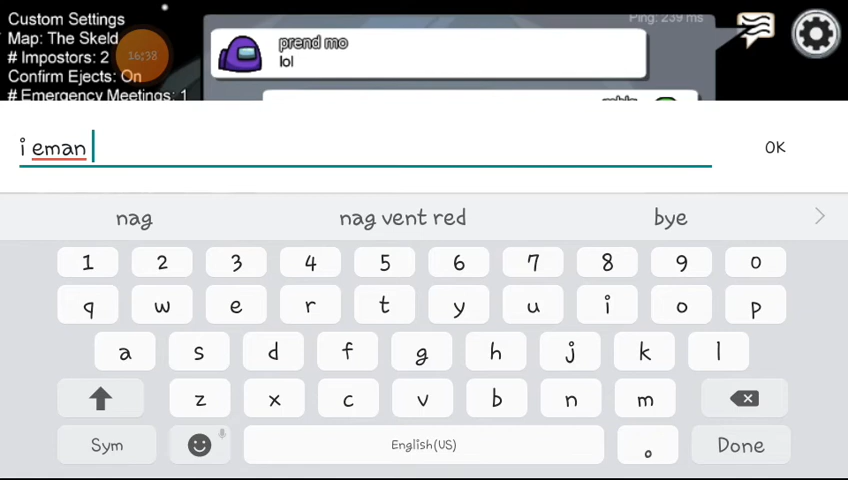 Custom Settings
Map: The Skeld
# Impostors: 2
Confirm Ejects: On
# Emergency Meetings: 1
16:38
Ping: 239 ms
prend mo
lol
i eman
OK
nag
nag vent red
bye
1 2 3 4 5 6 7 8 9 0
q w e r t y u i o p
a s d f g h j k l
z x c v b n m
Sym
English(US)
.
Done